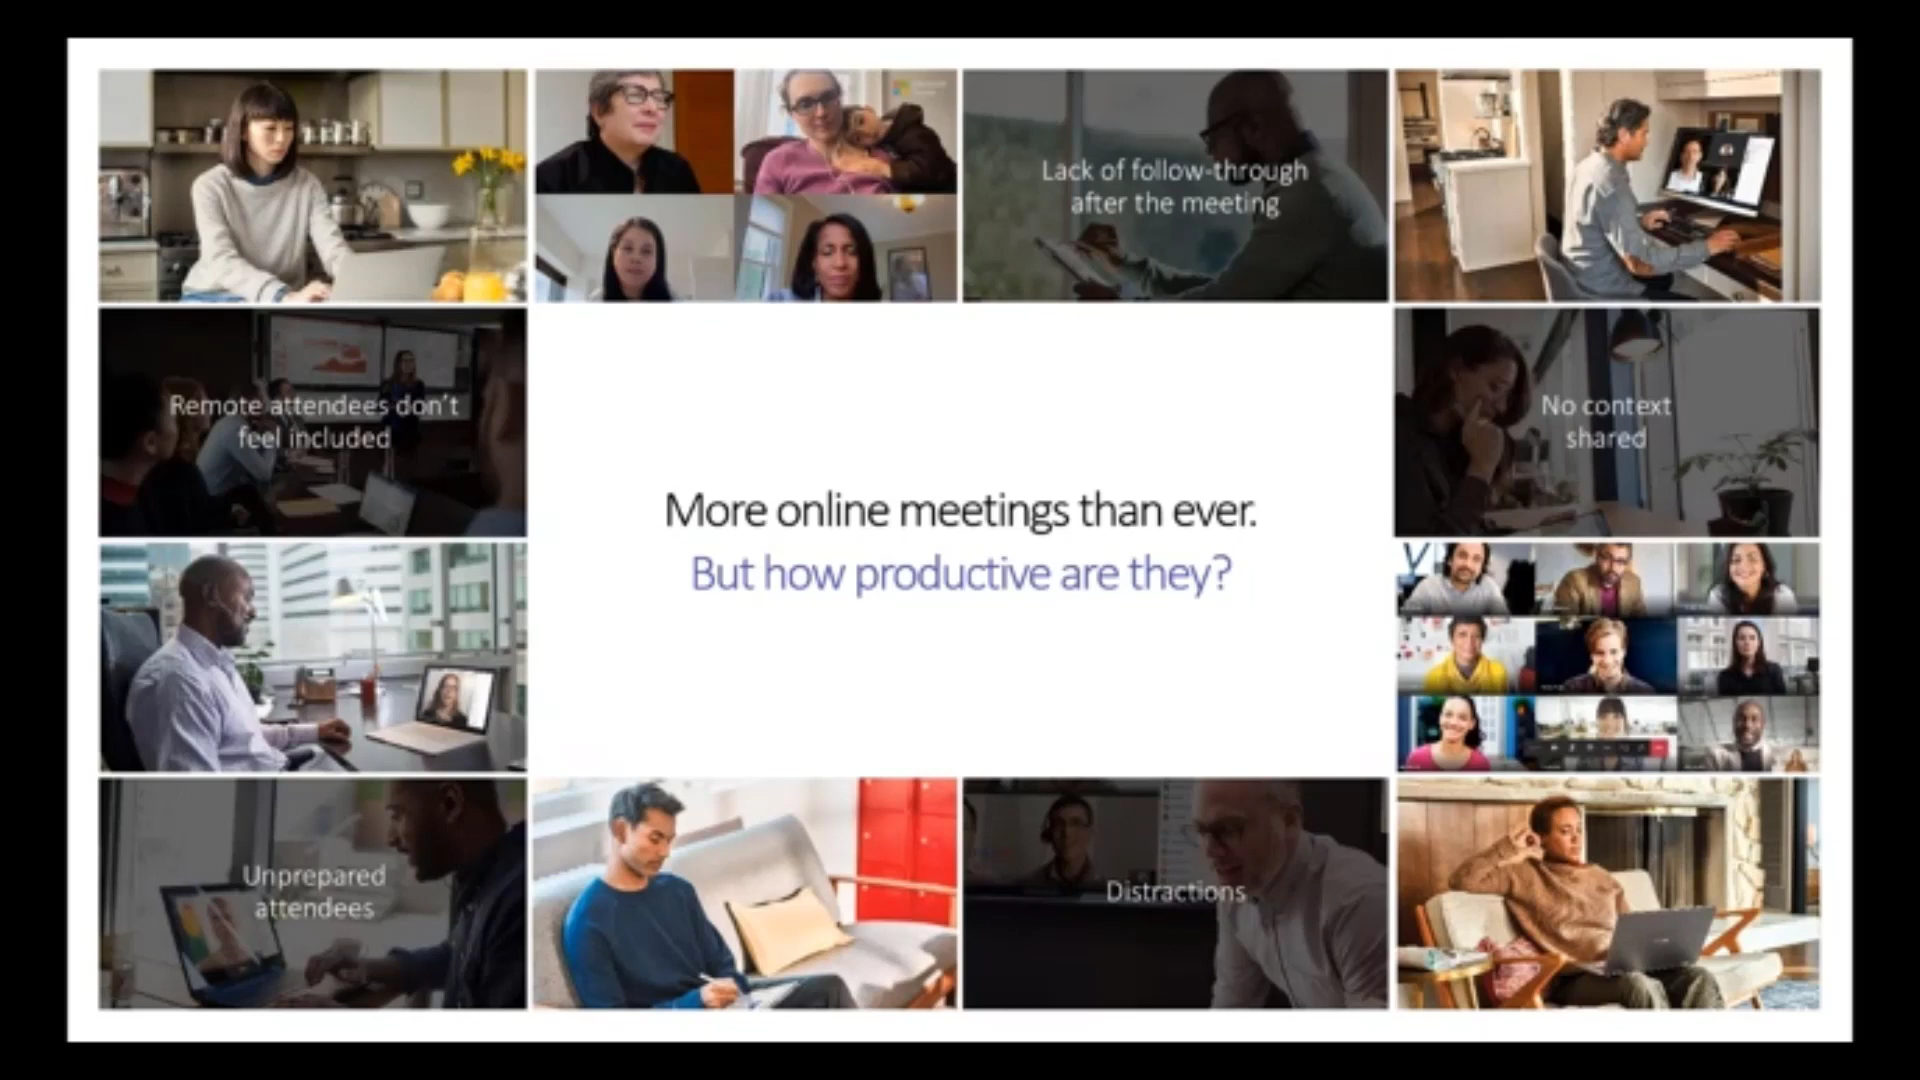 Lack of follow-through
after the meeting
Remote attendees don't
feel included
No context
shared
More online meetings than ever.
But how productive are they?
Unprepared
attendees
Distractions